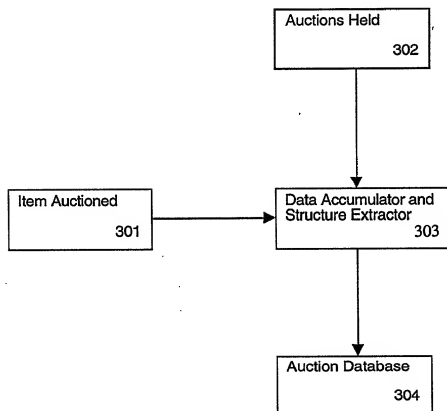 Auctions Held
302
Item Auctioned
301
Data Accumulator and
Structure Extractor
303
Auction Database
304